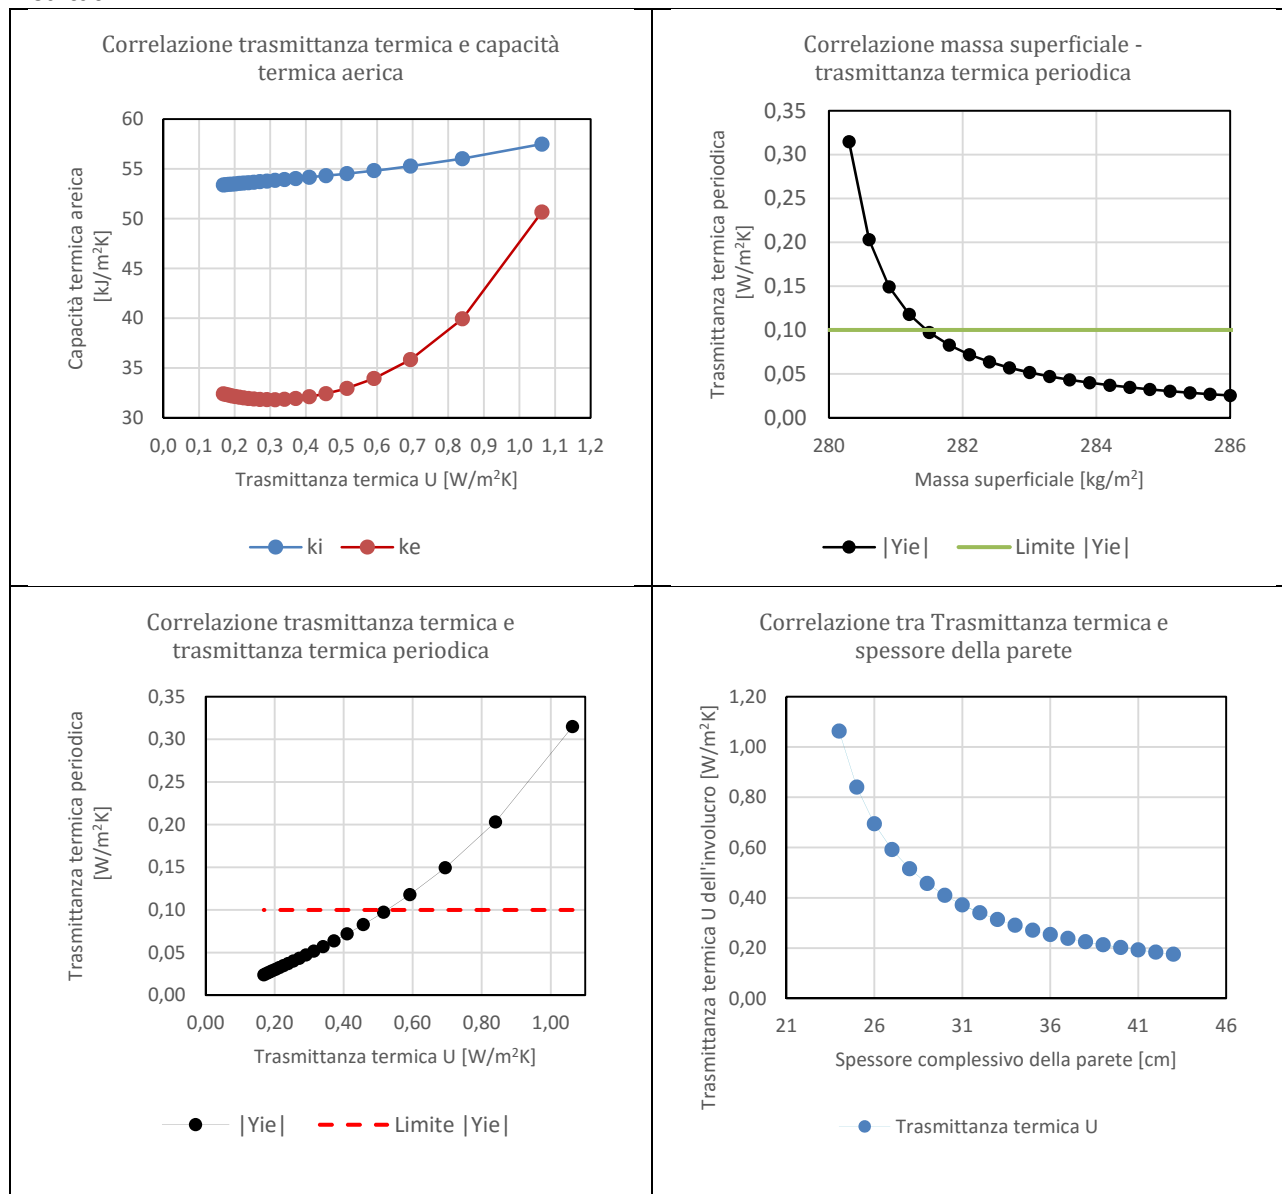 Correlazione trasmittanza termica e capacità
termica aerica
Capacità termica areica
[kJ/m²K]
60
55
50
45
40
35
30
0,0 0,1 0,2 0,3 0,4 0,5 0,6 0,7 0,8 0,9 1,0 1,1 1,2
Trasmittanza termica U [W/m²K]
ki ke
Correlazione massa superficiale -
trasmittanza termica periodica
Trasmittanza termica periodica
[W/m²K]
0,35
0,30
0,25
0,20
0,15
0,10
0,05
0,00
280 282 284 286
Massa superficiale [kg/m²]
|Yie| Limite |Yie|
Correlazione trasmittanza termica e
trasmittanza termica periodica
Trasmittanza termica periodica
[W/m²K]
0,35
0,30
0,25
0,20
0,15
0,10
0,05
0,00
0,00 0,20 0,40 0,60 0,80 1,00
Trasmittanza termica U [W/m²K]
|Yie| Limite |Yie|
Correlazione tra Trasmittanza termica e
spessore della parete
Trasmittanza termica U dell'involucro [W/m²K]
1,20
1,00
0,80
0,60
0,40
0,20
0,00
21 26 31 36 41 46
Spessore complessivo della parete [cm]
Trasmittanza termica U